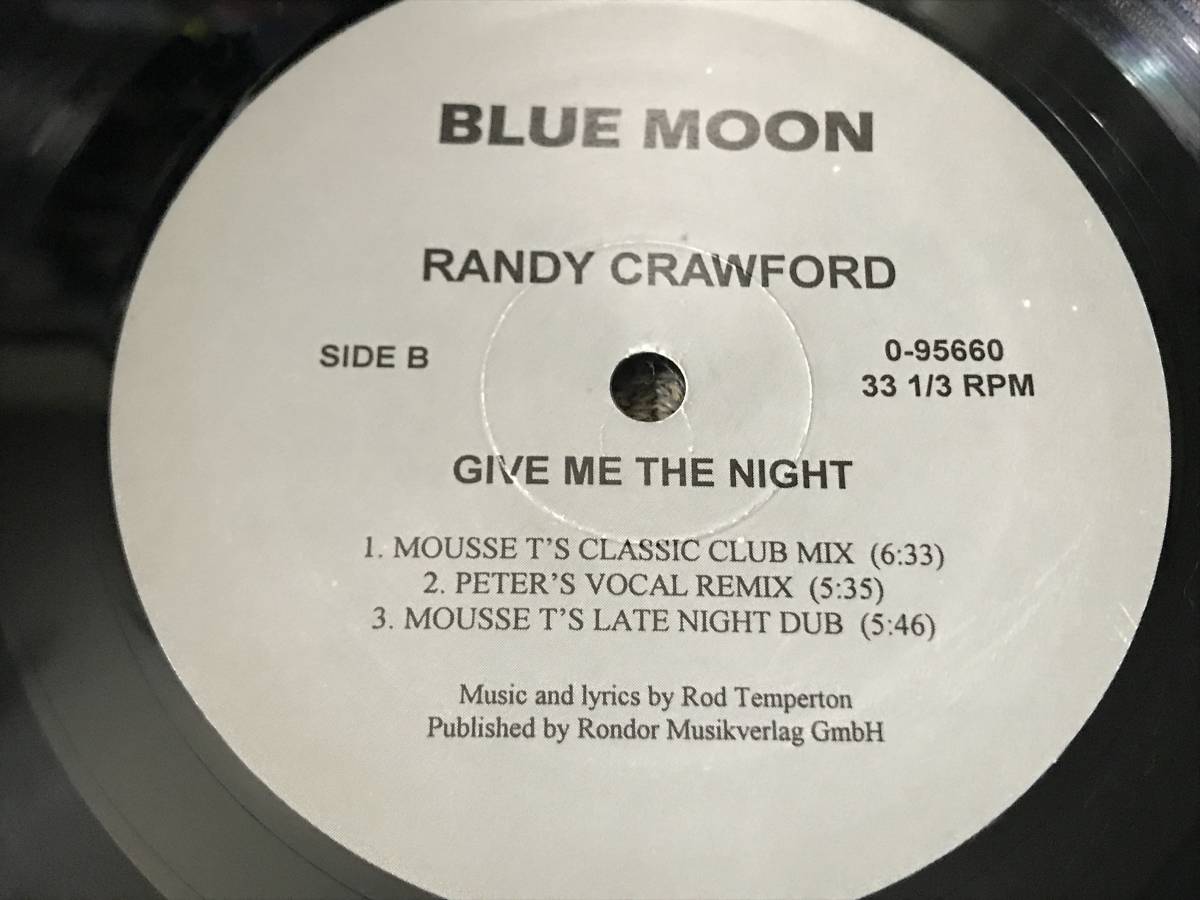 BLUE MOON
RANDY CRAWFORD
SIDE B
0-95660
33 1/3 RPM
GIVE ME THE NIGHT
1. MOUSSE T'S CLASSIC CLUB MIX (6:33)
2. PETER'S VOCAL REMIX (5:35)
3. MOUSSE T'S LATE NIGHT DUB (5:46)
Music and lyrics by Rod Temperton
Published by Rondor Musikverlag GmbH